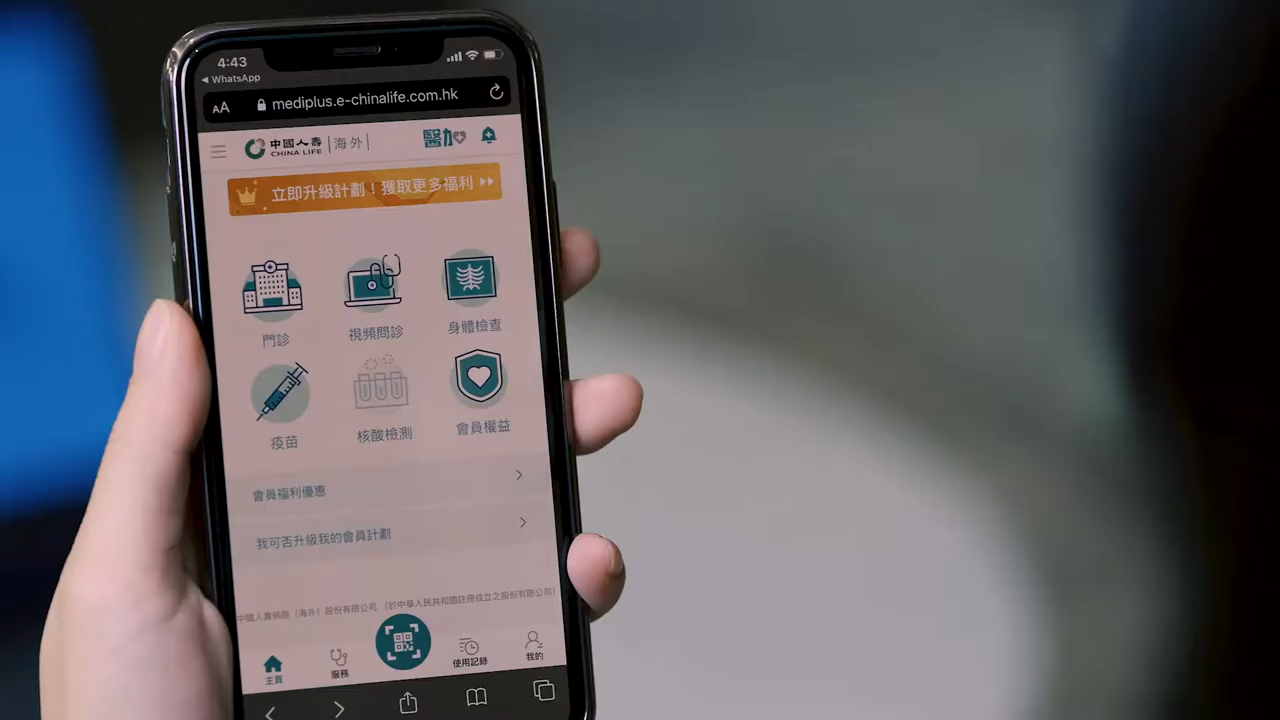 4:43
WhatsApp
AA mediplus.e-chinalife.com.hk
中國人壽 海外 醫加
CHINA LIFE
立即升級計劃！獲取更多福利
門診 視頻問診 身體檢查
疫苗 核酸檢測 會員權益
會員福利優惠
我可否升級我的會員計劃
中國人壽保險（海外）股份有限公司（於中華人民共和國註冊成立之股份有限公司）
主頁 服務 使用記錄 我的